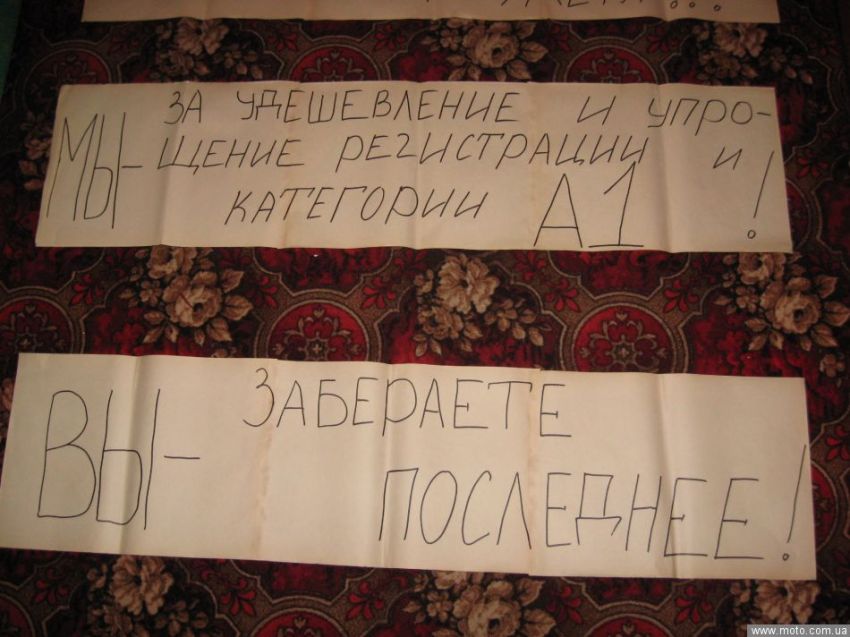 ЗА УДЕШЕВЛЕНИЕ И УПРО-
МЫ- ЩЕНИЕ РЕГИСТРАЦИИ И
КАТЕГОРИИ А1 !
ЗАБЕРАЕТЕ
ВЫ-
ПОСЛЕДНЕЕ!
www.moto.com.ua